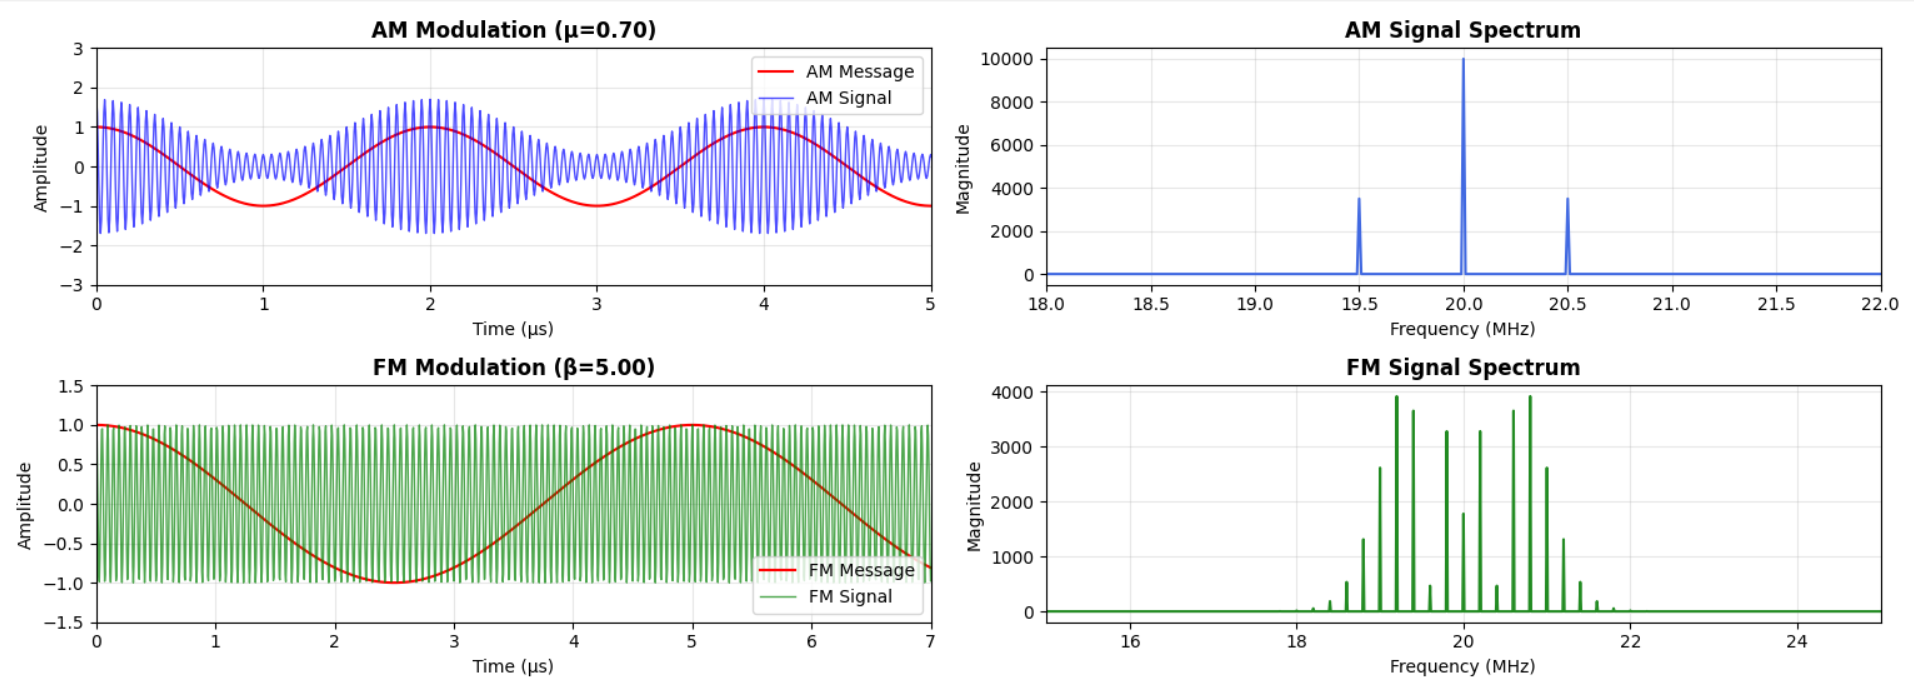 AM Modulation (μ=0.70)
3
2
1
0
−1
−2
−3
Amplitude
AM Message
AM Signal
0 1 2 3 4 5
Time (μs)
AM Signal Spectrum
10000
8000
6000
4000
2000
0
Magnitude
18.0 18.5 19.0 19.5 20.0 20.5 21.0 21.5 22.0
Frequency (MHz)
FM Modulation (β=5.00)
1.5
1.0
0.5
0.0
−0.5
−1.0
−1.5
Amplitude
FM Message
FM Signal
0 1 2 3 4 5 6 7
Time (μs)
FM Signal Spectrum
4000
3000
2000
1000
0
Magnitude
16 18 20 22 24
Frequency (MHz)